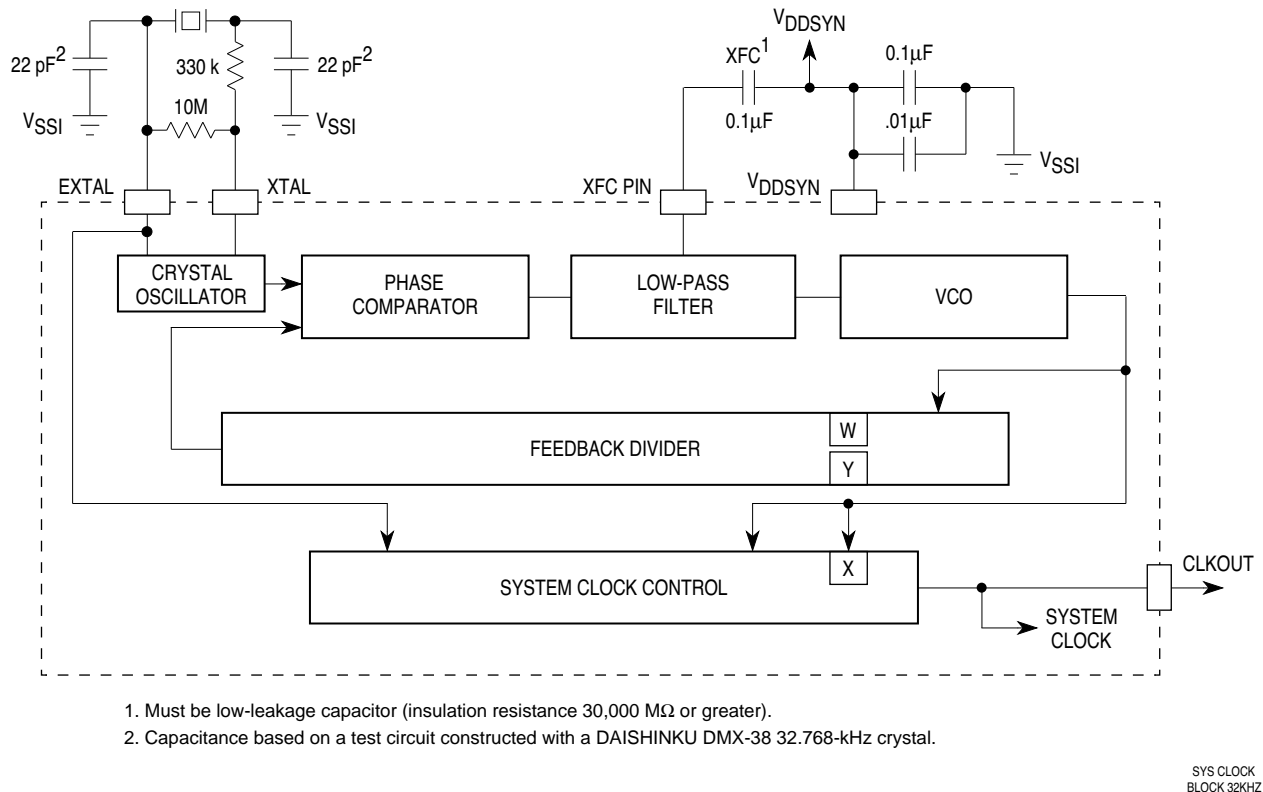 22 pF2
330 k
22 pF2
10M
VSSI
VSSI
EXTAL
XTAL
VDDSYN
XFC1
0.1µF
0.1µF
.01µF
VSSI
XFC PIN
VDDSYN
CRYSTAL
OSCILLATOR
PHASE
COMPARATOR
LOW-PASS
FILTER
VCO
FEEDBACK DIVIDER
W
Y
SYSTEM CLOCK CONTROL
X
CLKOUT
SYSTEM
CLOCK
1. Must be low-leakage capacitor (insulation resistance 30,000 MΩ or greater).
2. Capacitance based on a test circuit constructed with a DAISHINKU DMX-38 32.768-kHz crystal.
SYS CLOCK
BLOCK 32KHZ